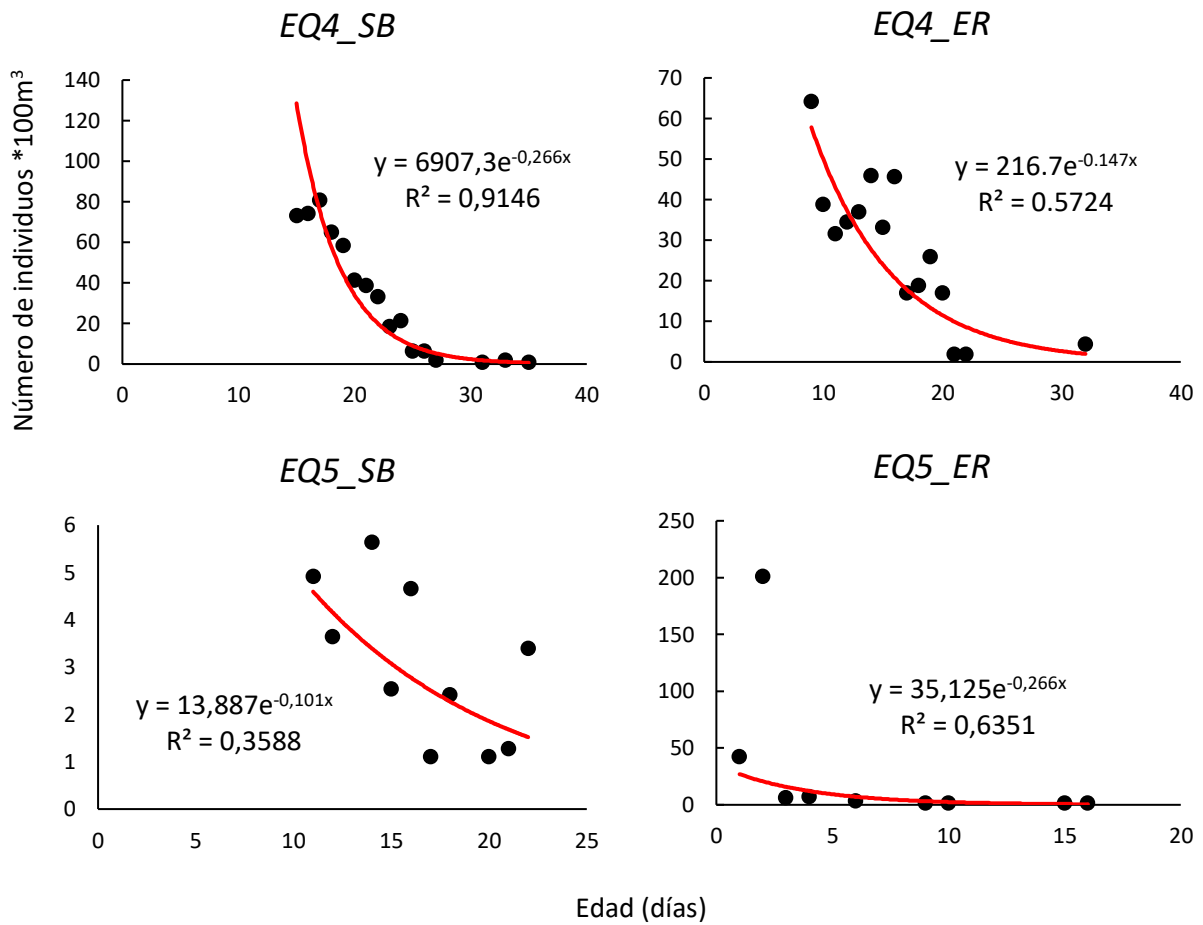 EQ4_SB
EQ4_ER
Número de individuos *100m³
140
120
100
80
60
40
20
0
0 10 20 30 40
y = 6907,3e^-0,266x
R² = 0,9146
70
60
50
40
30
20
10
0
0 10 20 30 40
y = 216.7e^-0.147x
R² = 0.5724
EQ5_SB
EQ5_ER
6
5
4
3
2
1
0
0 5 10 15 20 25
y = 13,887e^-0,101x
R² = 0,3588
250
200
150
100
50
0
0 5 10 15 20
y = 35,125e^-0,266x
R² = 0,6351
Edad (días)